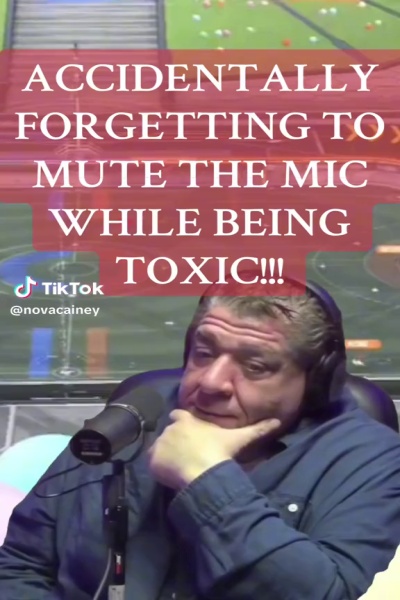 ACCIDENTALLY
FORGETTING TO
MUTE THE MIC
WHILE BEING
TOXIC!!!
TikTok
@novacainey